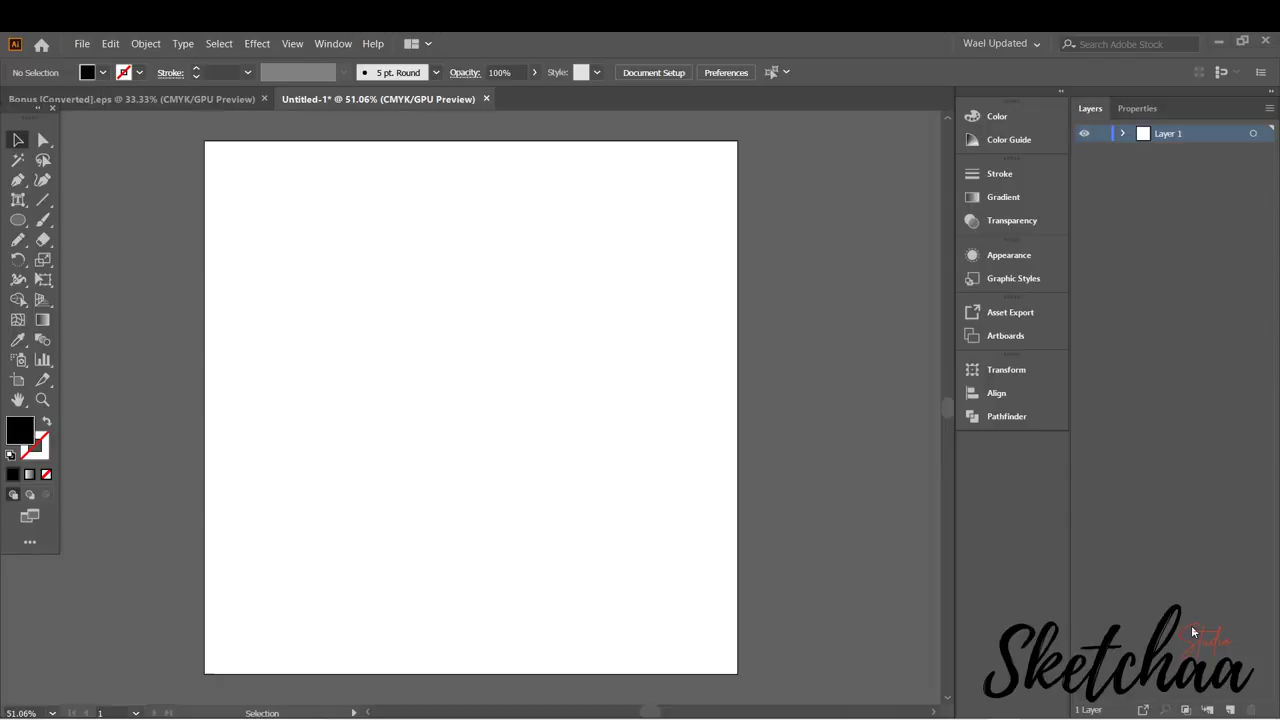 Ai File Edit Object Type Select Effect View Window Help Wael Updated Search Adobe Stock
No Selection Stroke: 5 pt. Round Opacity: 100% Style: Document Setup Preferences
Bonus [Converted].eps @ 33.33% (CMYK/GPU Preview) Untitled-1* @ 51.06% (CMYK/GPU Preview)
Layers Properties
Color
Layer 1
Color Guide
Stroke
Gradient
Transparency
Appearance
Graphic Styles
Asset Export
Artboards
Transform
Align
Pathfinder
Studio
Sketchaa
1 Layer
51.06% 1 Selection